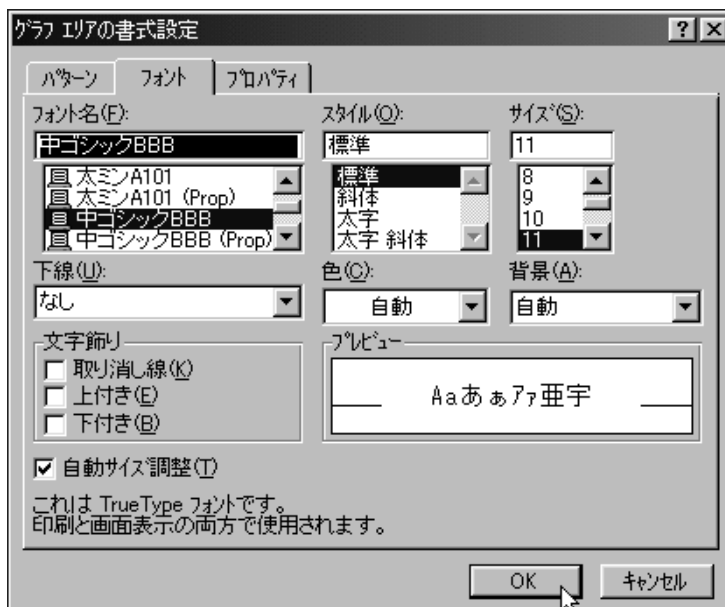 グラフ エリアの書式設定
パターン フォント プロパティ
フォント名(F): スタイル(O): サイズ(S):
中ゴシックBBB 標準 11
太ミンA101 標準 8
太ミンA101 (Prop) 斜体 9
中ゴシックBBB 太字 10
中ゴシックBBB (Prop) 太字 斜体 11
下線(U): 色(C): 背景(A):
なし 自動 自動
文字飾り プレビュー
取り消し線(K)
上付き(E)
下付き(B)
Aaあぁアァ亜宇
自動サイズ調整(T)
これは TrueType フォントです。
印刷と画面表示の両方で使用されます。
OK キャンセル